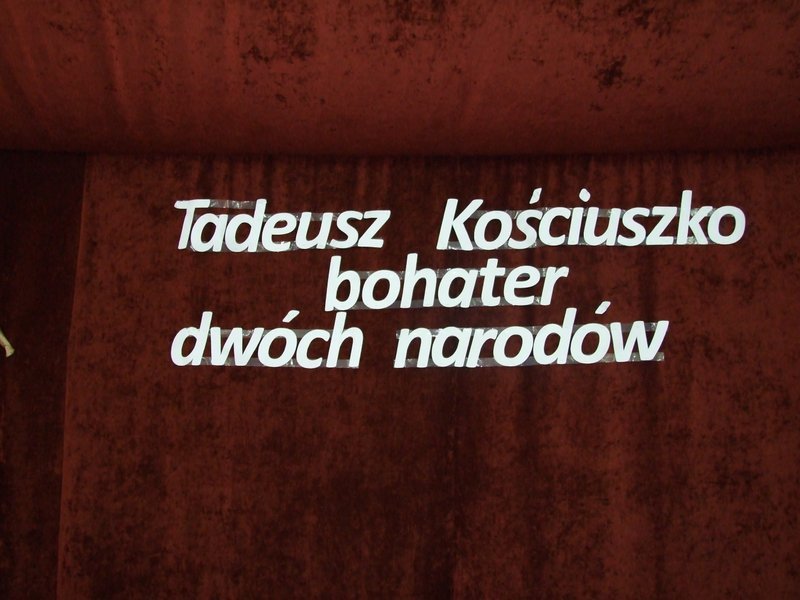 Tadeusz Kościuszko
bohater
dwóch narodów